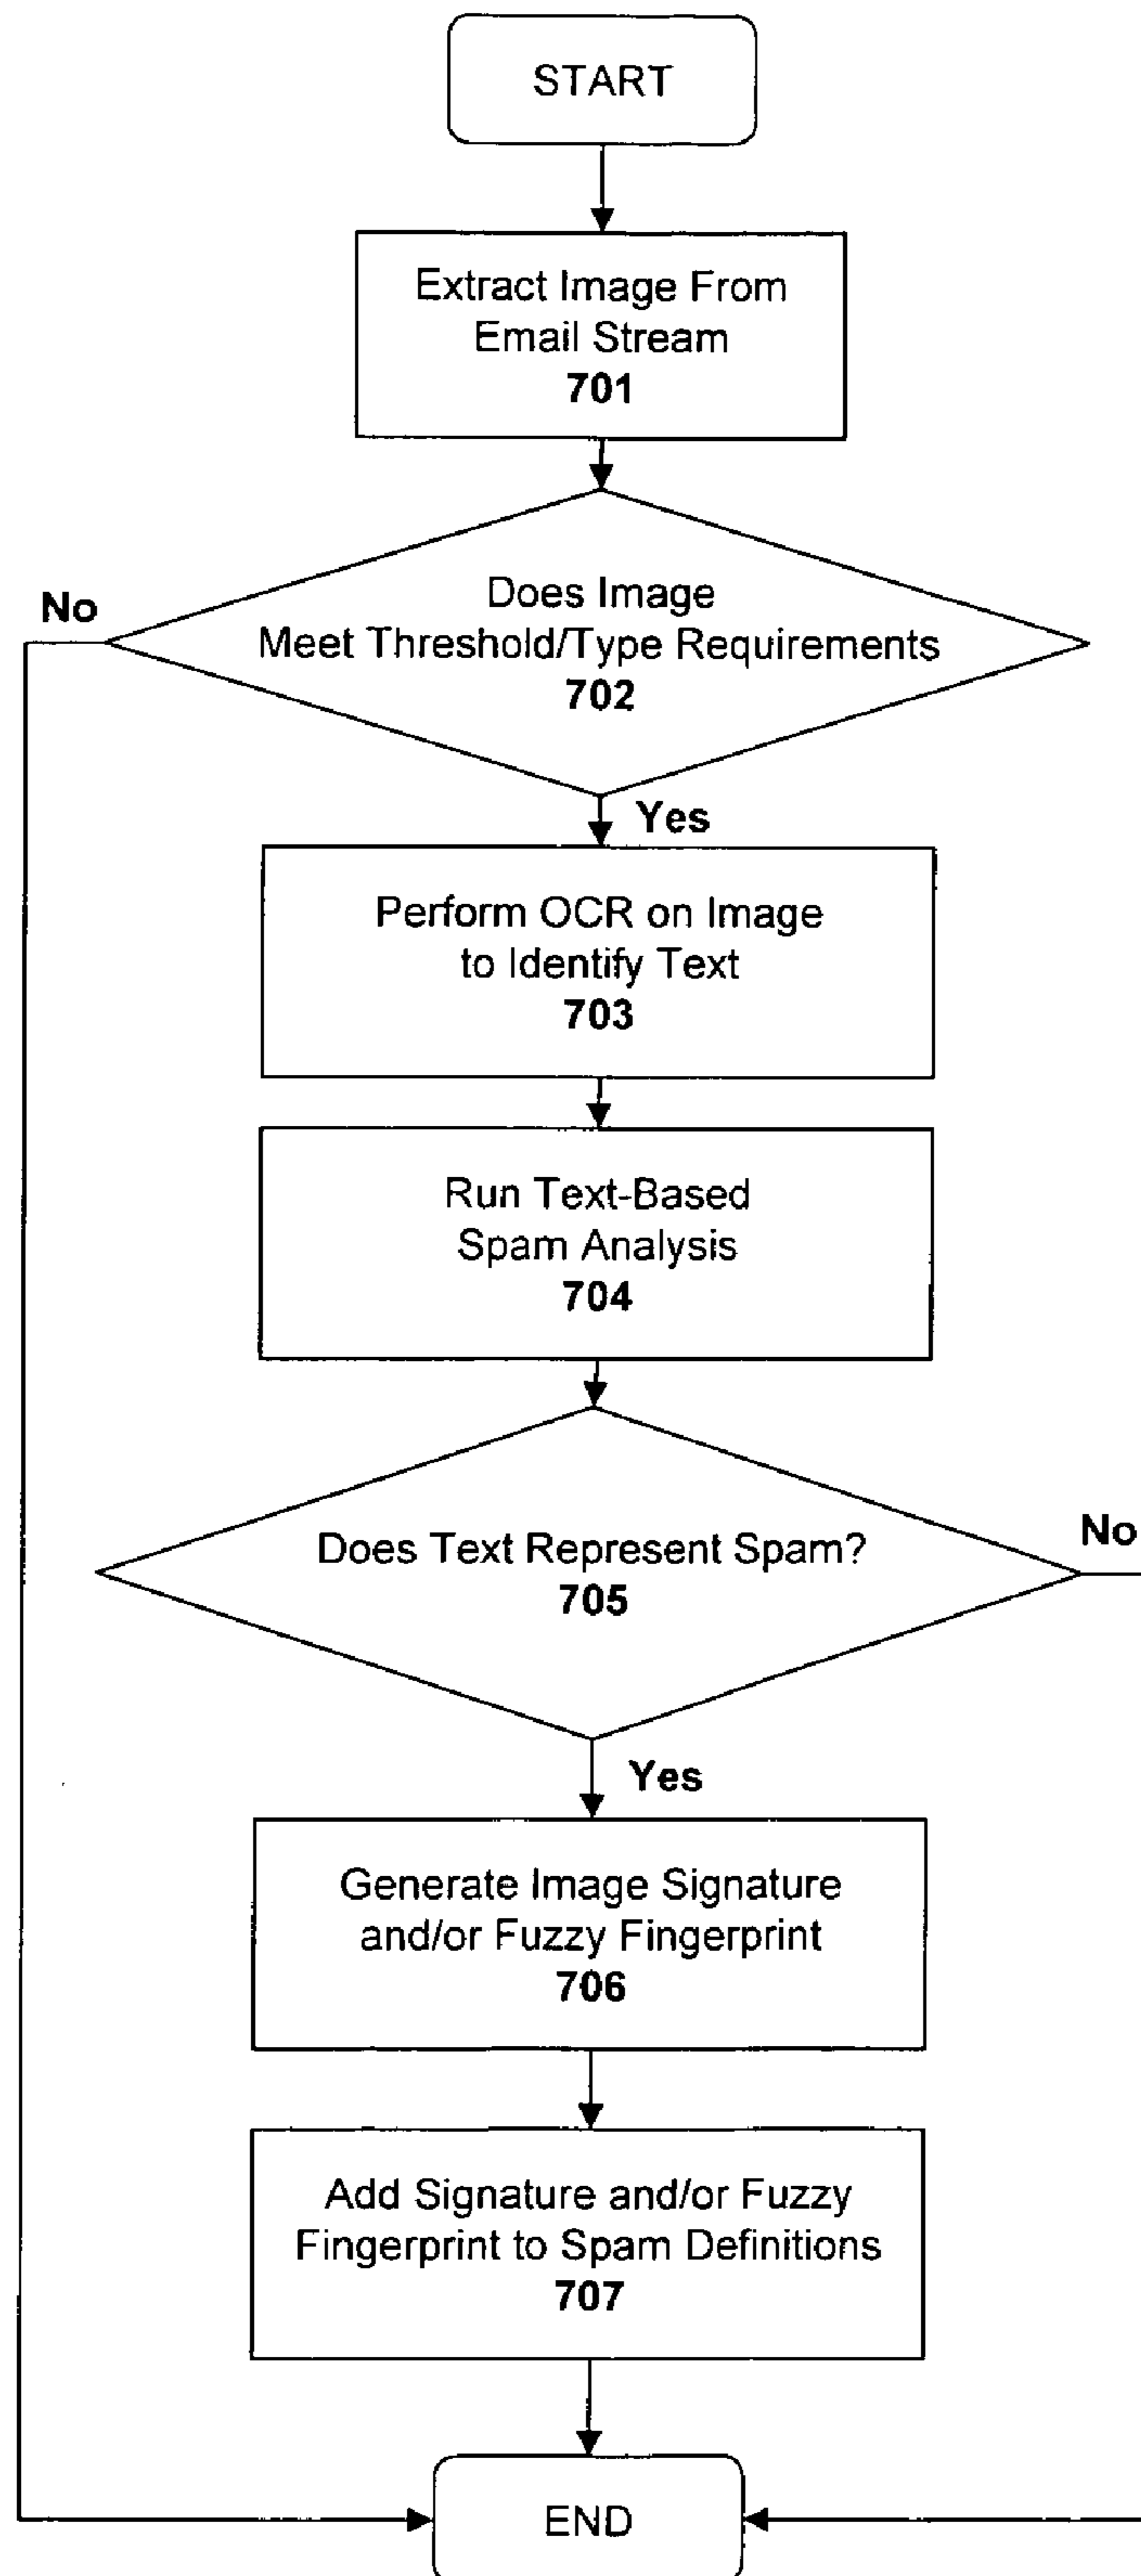 START
Extract Image From
Email Stream
701
Does Image
No
Meet Threshold/Type Requirements
702
Yes
Perform OCR on Image
to Identify Text
703
Run Text-Based
Spam Analysis
704
Does Text Represent Spam?
No
705
Yes
Generate Image Signature
and/or Fuzzy Fingerprint
706
Add Signature and/or Fuzzy
Fingerprint to Spam Definitions
707
END